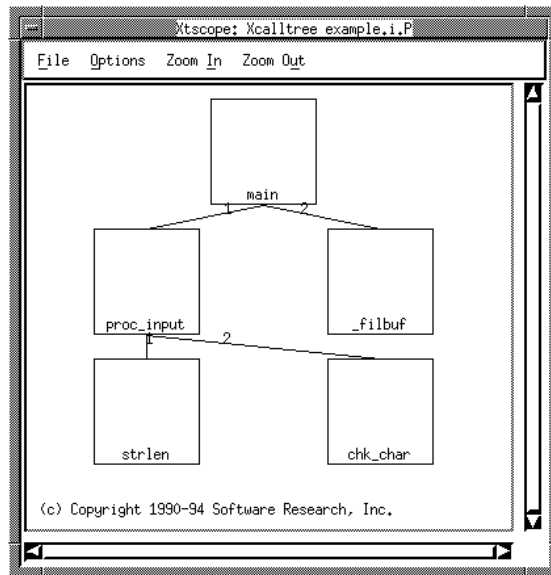 Xtscope: Xcalltree example.i.P
File Options Zoom In Zoom Out
main
1 2
proc_input _filbuf
1 2
strlen chk_char
(c) Copyright 1990-94 Software Research, Inc.